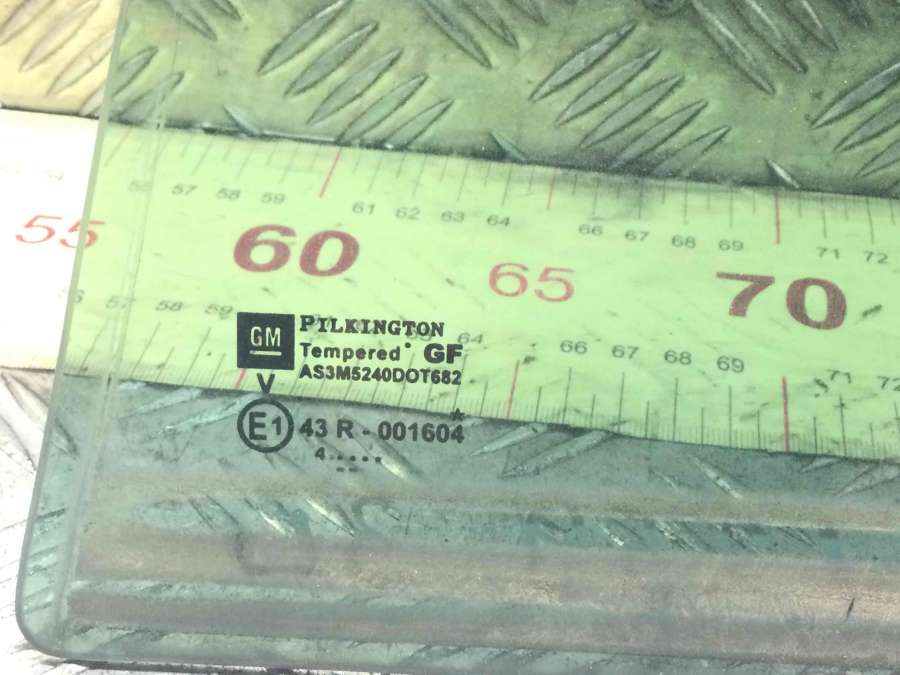 56 57 58 59 61 62 63 64 66 67 68 69 71 72
55 60 65 70
57 58 59 64 66 67 68 69 71 72
GM
PILKINGTON
Tempered GF
AS3M5240DOT682
V
E1 43 R - 001604 *
4 .....
--